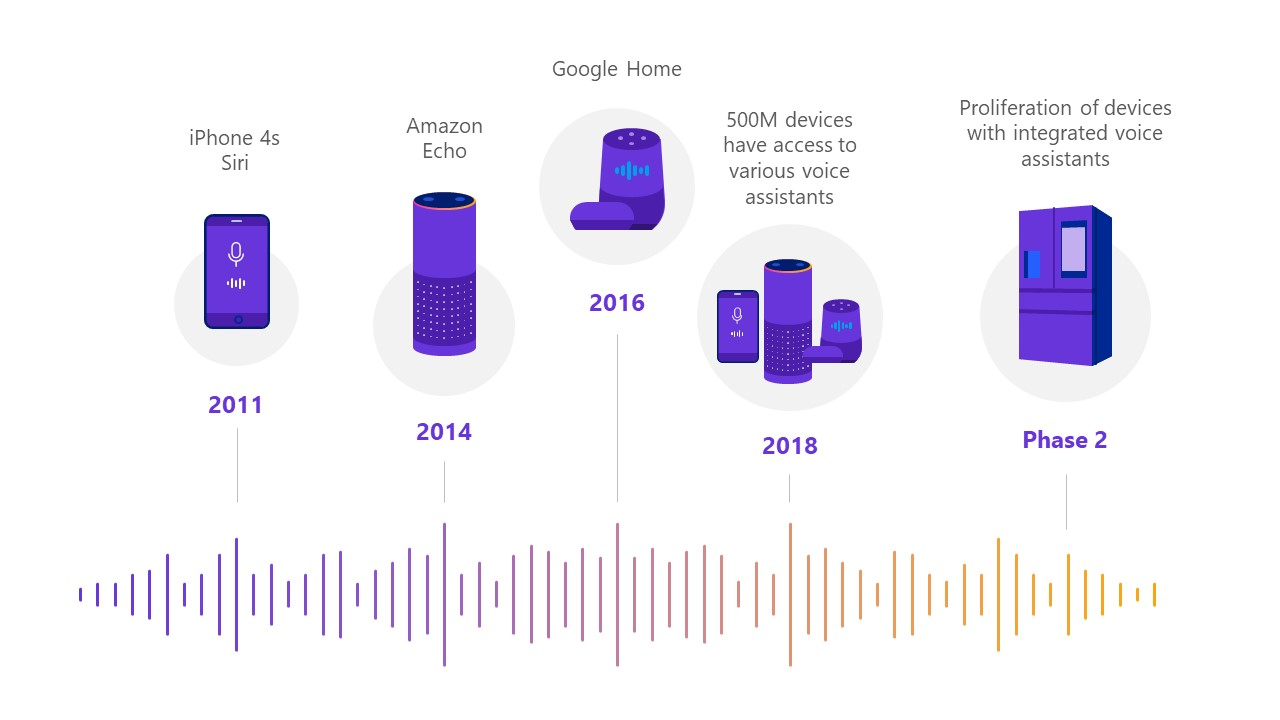 iPhone 4s
Siri
2011
Amazon
Echo
2014
Google Home
2016
500M devices
have access to
various voice
assistants
2018
Proliferation of devices
with integrated voice
assistants
Phase 2